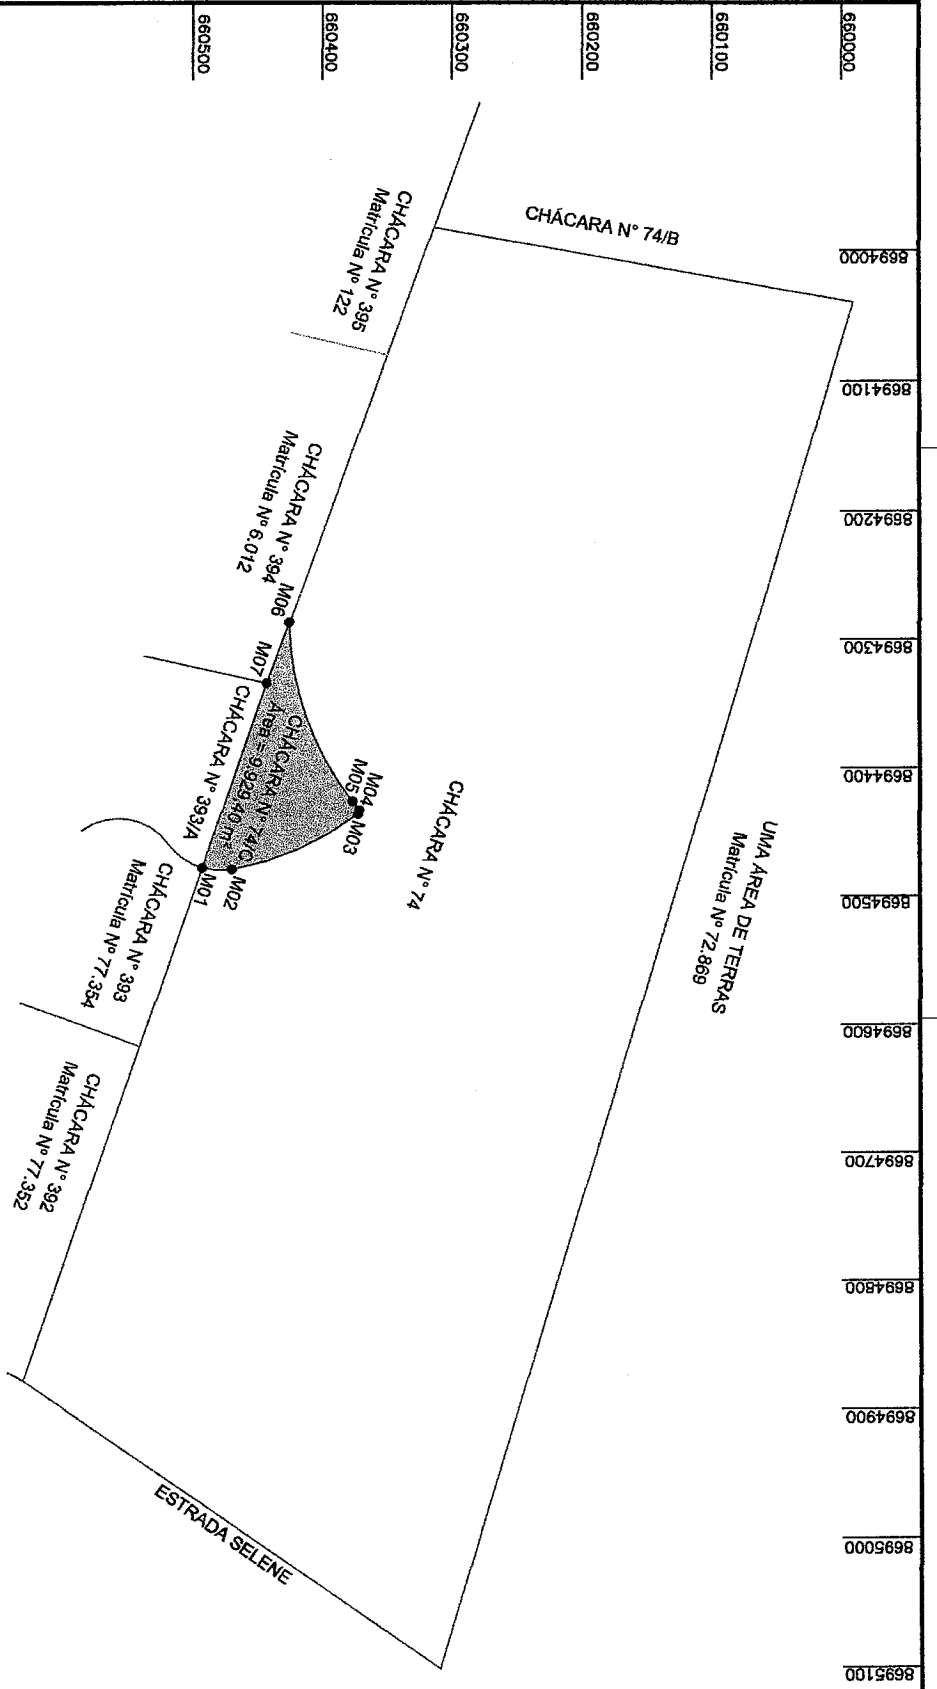 660500
660400
660300
660200
660100
660000
8694000
8694100
8694200
8694300
8694400
8694500
8694600
8694700
8694800
8694900
8695000
8695100
CHÁCARA N° 74/B
CHÁCARA N° 395
Matrícula N° 122
CHÁCARA N° 394
Matrícula N° 6.012
M06
M07
CHÁCARA N° 74/C
Área = 9.929,40 m²
M05
M04
M03
M02
M01
CHÁCARA N° 74
CHÁCARA N° 393/A
CHÁCARA N° 393
Matrícula N° 77.354
CHÁCARA N° 392
Matrícula N° 77.352
UMA ÁREA DE TERRAS
Matrícula N° 72.869
ESTRADA SELENE